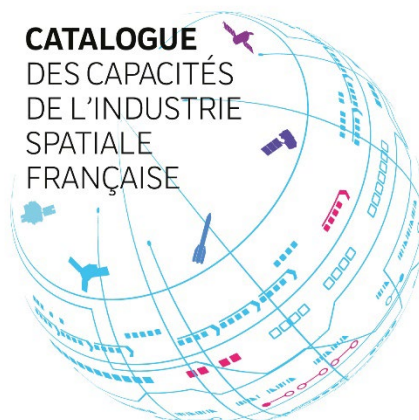 CATALOGUE
DES CAPACITÉS
DE L'INDUSTRIE
SPATIALE
FRANÇAISE